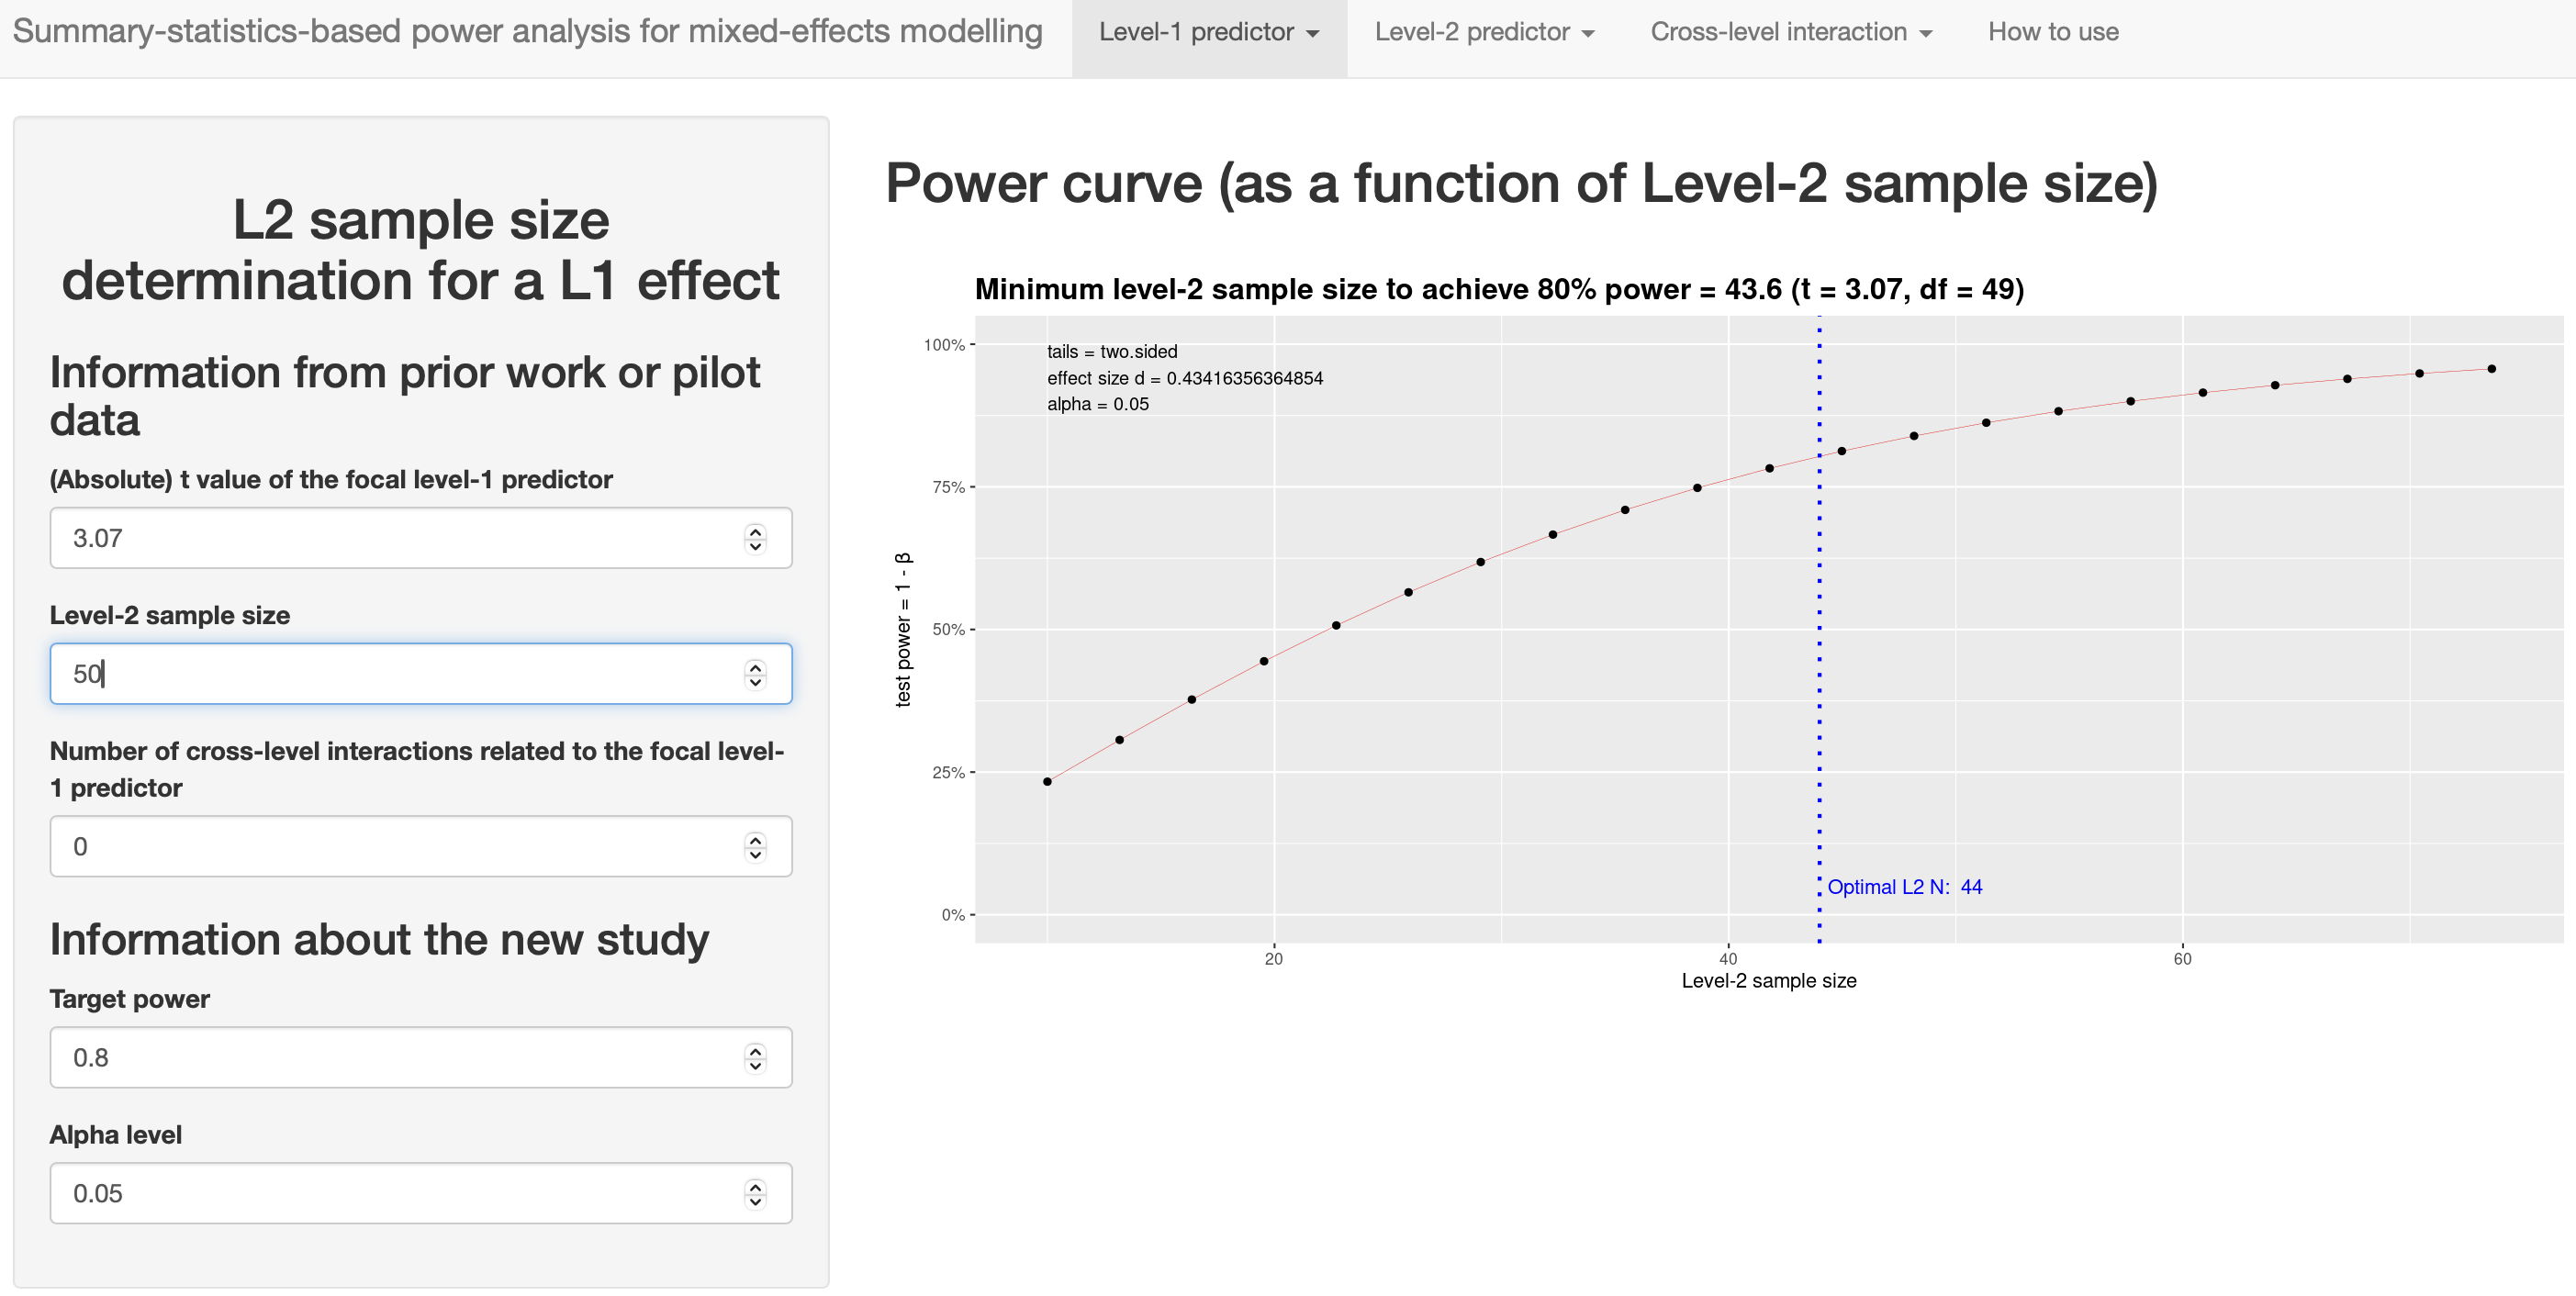 Summary-statistics-based power analysis for mixed-effects modelling
Level-1 predictor
Level-2 predictor
Cross-level interaction
How to use
L2 sample size
determination for a L1 effect
Information from prior work or pilot
data
(Absolute) t value of the focal level-1 predictor
3.07
Level-2 sample size
50
Number of cross-level interactions related to the focal level-
1 predictor
0
Information about the new study
Target power
0.8
Alpha level
0.05
Power curve (as a function of Level-2 sample size)
Minimum level-2 sample size to achieve 80% power = 43.6 (t = 3.07, df = 49)
tails = two.sided
effect size d = 0.43416356364854
alpha = 0.05
100%
75%
50%
25%
0%
test power = 1 - β
Optimal L2 N: 44
20
40
60
Level-2 sample size